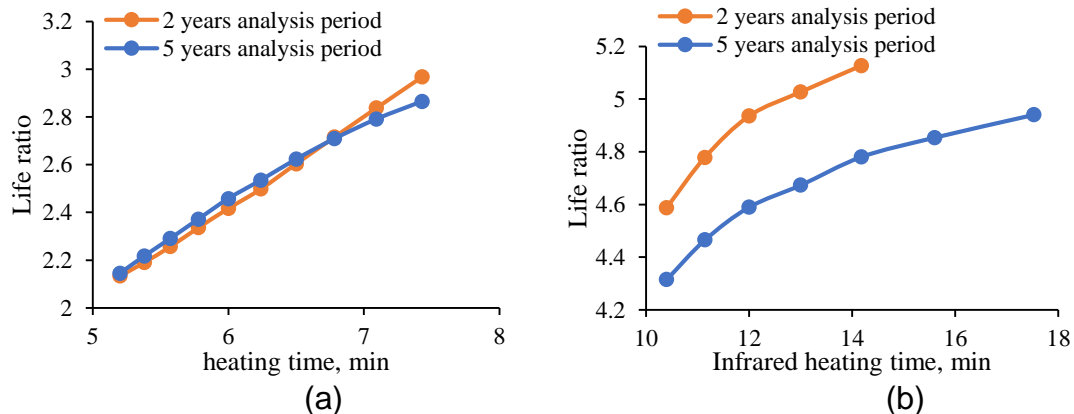 3.2
3
2.8
2.6
2.4
2.2
2
Life ratio
2 years analysis period
5 years analysis period
5
6
7
8
heating time, min
(a)
2 years analysis period
5 years analysis period
5.2
5
4.8
4.6
4.4
4.2
Life ratio
10
12
14
16
18
Infrared heating time, min
(b)